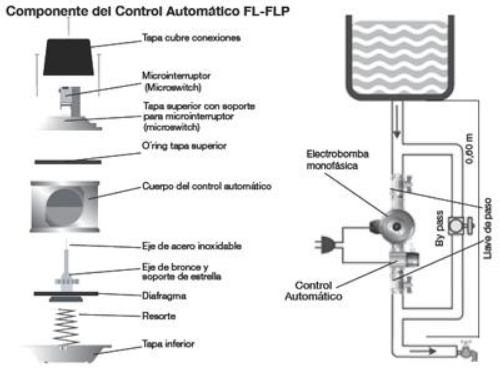 Componente del Control Automático FL-FLP
Tapa cubre conexiones
Microinterruptor
(Microswitch)
Tapa superior con soporte
para microinterruptor
(microswitch)
O'ring tapa superior
Cuerpo del control automático
Eje de acero inoxidable
Eje de bronce y
soporte de estrella
Diafragma
Resorte
Tapa inferior
Electrobomba
monofásica
Control
Automático
By pass
0,60 m
Llave de paso